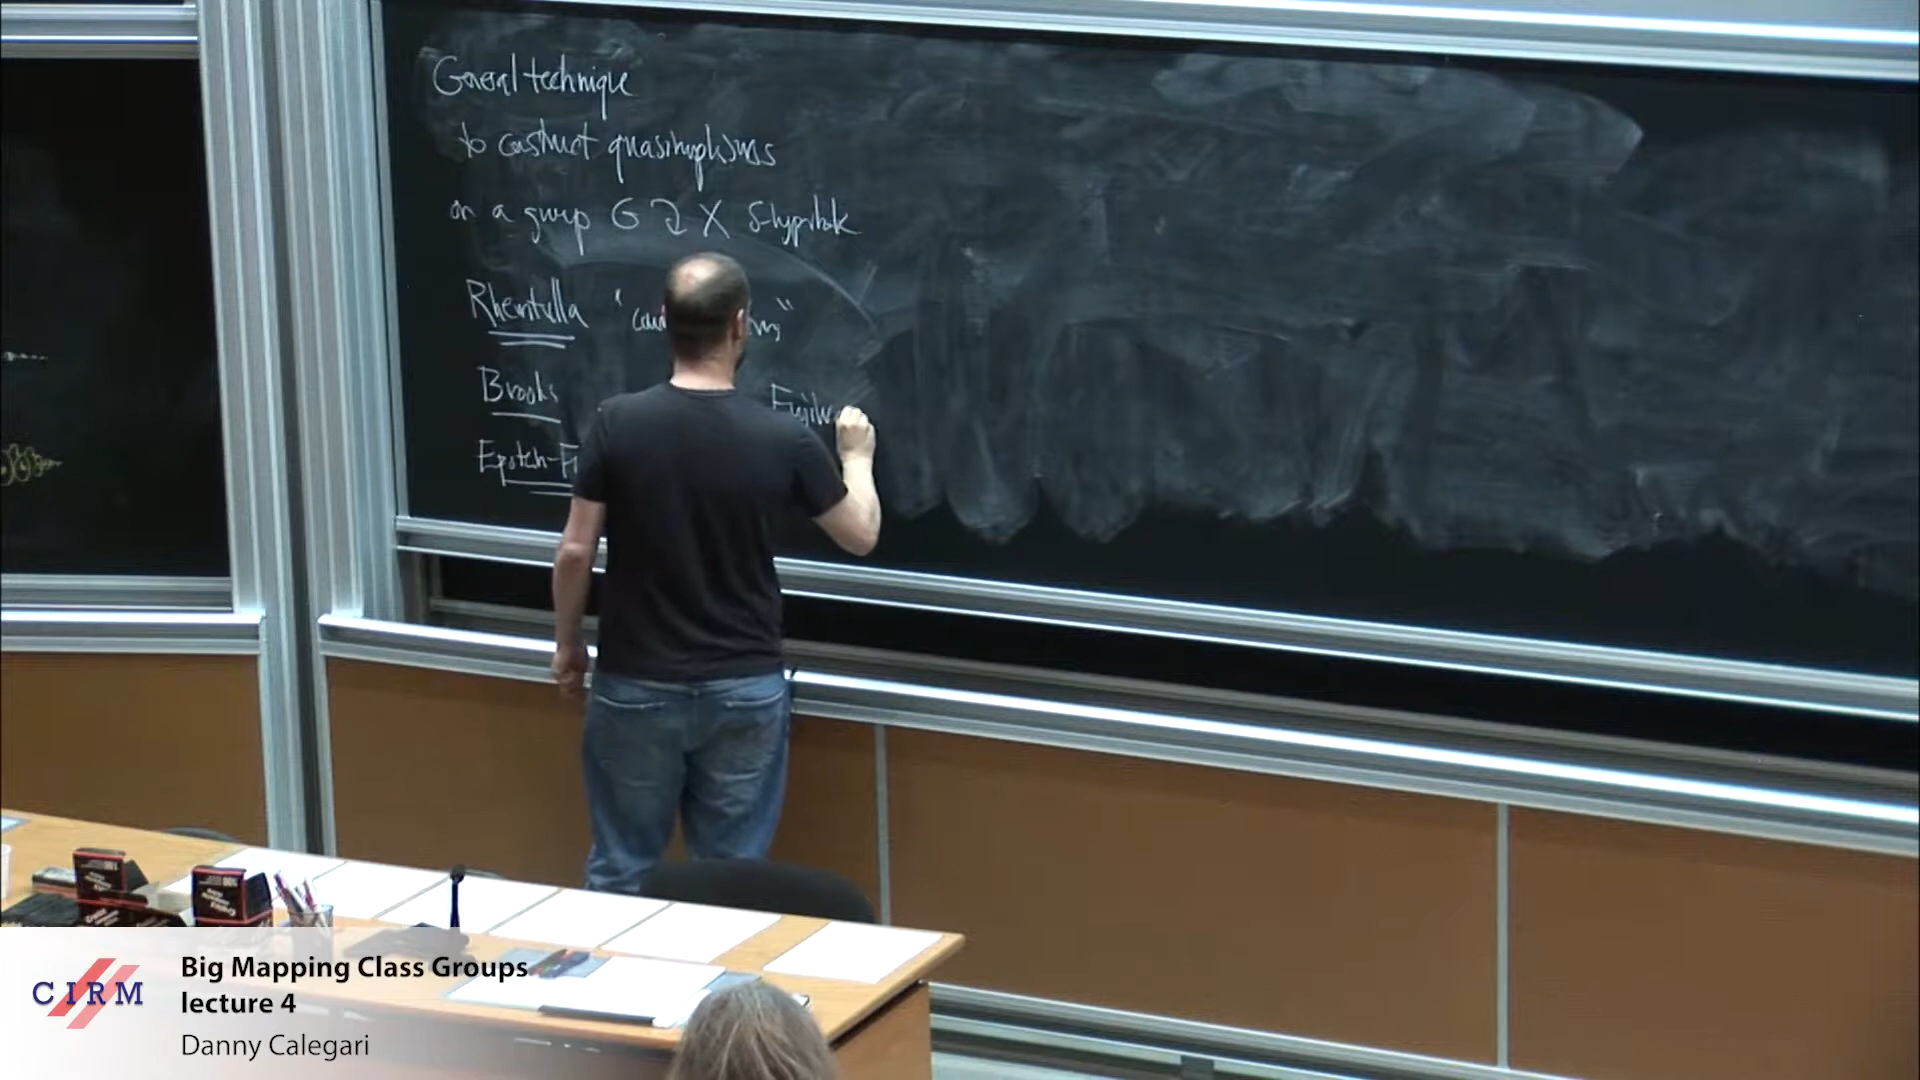 General technique
to construct quasimorphisms
on a group G X δ-hyperbolic
Rhemtulla "
Brooks
Fujiw
Epstein-F
CIRM
Big Mapping Class Groups
lecture 4
Danny Calegari